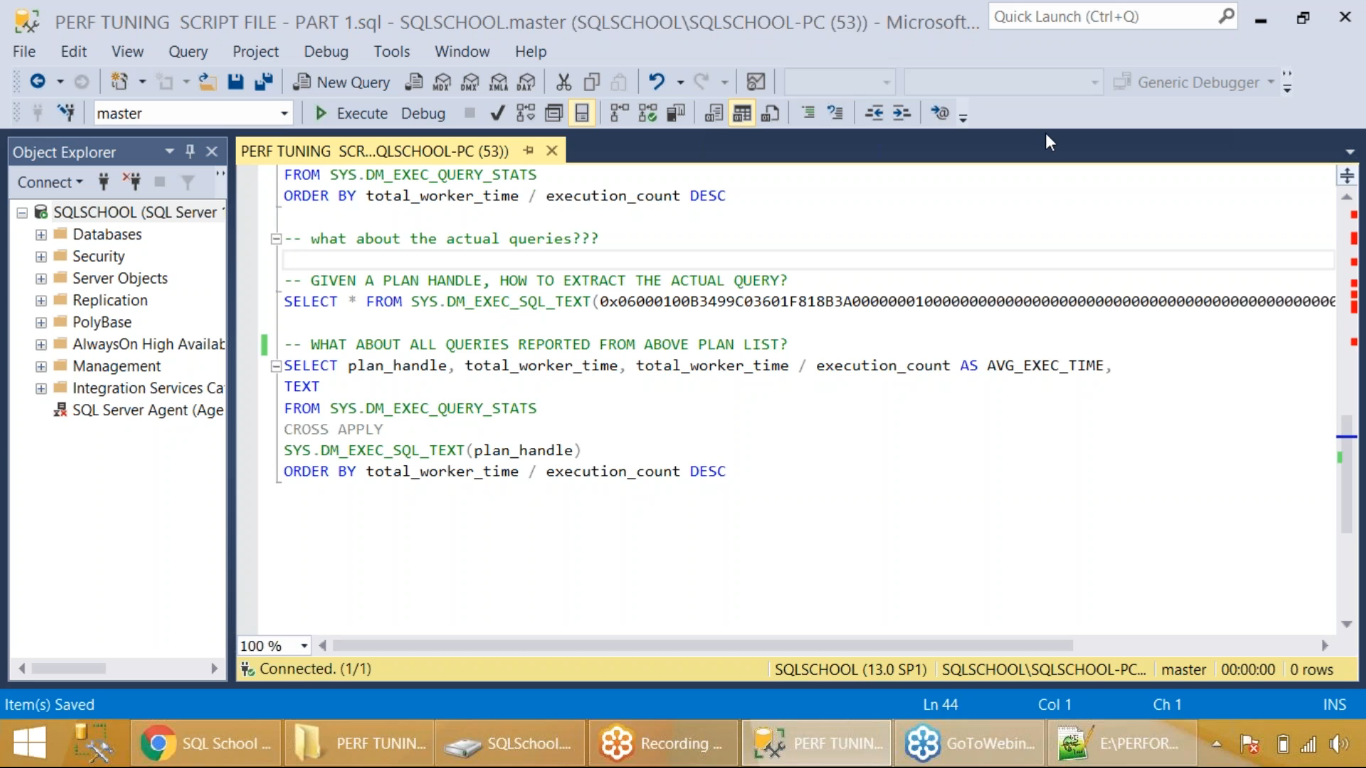 PERF TUNING SCRIPT FILE - PART 1.sql - SQLSCHOOL.master (SQLSCHOOL\SQLSCHOOL-PC (53)) - Microsoft...
Quick Launch (Ctrl+Q)
File Edit View Query Project Debug Tools Window Help
New Query MDX DMX XMLA DAX Generic Debugger
master Execute Debug
Object Explorer
PERF TUNING SCR...QLSCHOOL-PC (53))
Connect
SQLSCHOOL (SQL Server
Databases
Security
Server Objects
Replication
PolyBase
AlwaysOn High Availab
Management
Integration Services Ca
SQL Server Agent (Age
FROM SYS.DM_EXEC_QUERY_STATS
ORDER BY total_worker_time / execution_count DESC
-- what about the actual queries???
-- GIVEN A PLAN HANDLE, HOW TO EXTRACT THE ACTUAL QUERY?
SELECT * FROM SYS.DM_EXEC_SQL_TEXT(
-- WHAT ABOUT ALL QUERIES REPORTED FROM ABOVE PLAN LIST?
SELECT plan_handle, total_worker_time, total_worker_time / execution_count AS AVG_EXEC_TIME,
TEXT
FROM SYS.DM_EXEC_QUERY_STATS
CROSS APPLY
SYS.DM_EXEC_SQL_TEXT(plan_handle)
ORDER BY total_worker_time / execution_count DESC
100 %
Connected. (1/1)
SQLSCHOOL (13.0 SP1) SQLSCHOOL\SQLSCHOOL-PC... master 00:00:00 0 rows
Item(s) Saved Ln 44 Col 1 Ch 1 INS
SQL School ... PERF TUNIN... SQLSchool.... Recording ... PERF TUNIN... GoToWebin... E:\PERFOR...